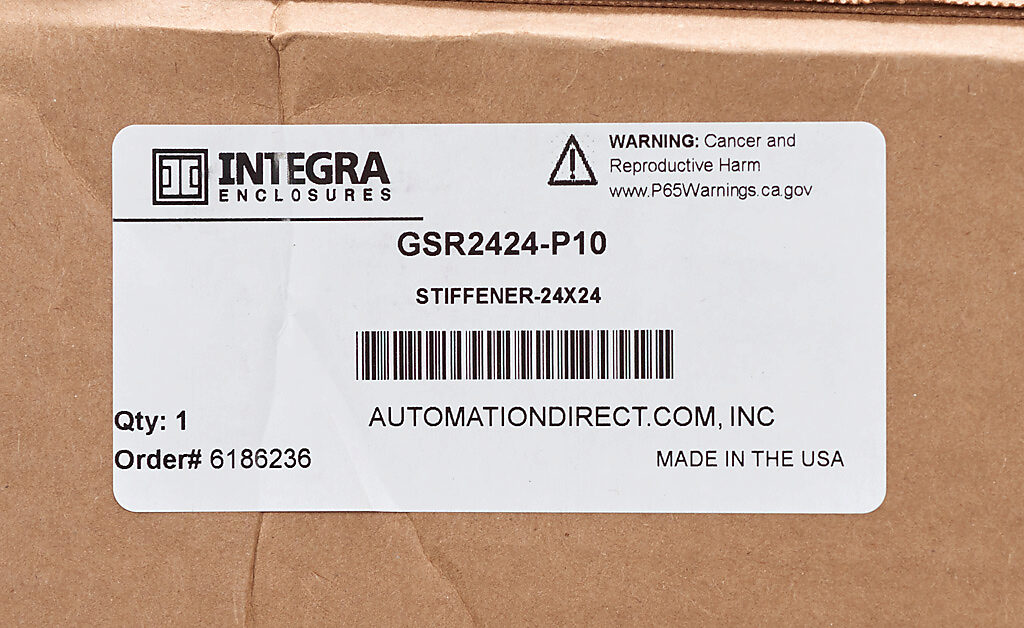 INTEGRA
ENCLOSURES
WARNING: Cancer and
Reproductive Harm
www.P65Warnings.ca.gov
GSR2424-P10
STIFFENER-24X24
Qty: 1
AUTOMATIONDIRECT.COM, INC
Order# 6186236
MADE IN THE USA